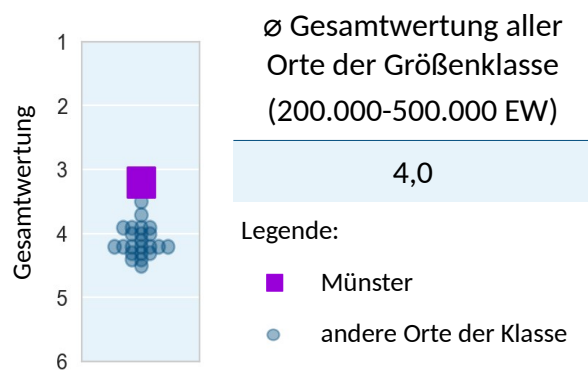 Gesamtwertung
1
2
3
4
5
6
⌀ Gesamtwertung aller
Orte der Größenklasse
(200.000-500.000 EW)
4,0
Legende:
Münster
andere Orte der Klasse